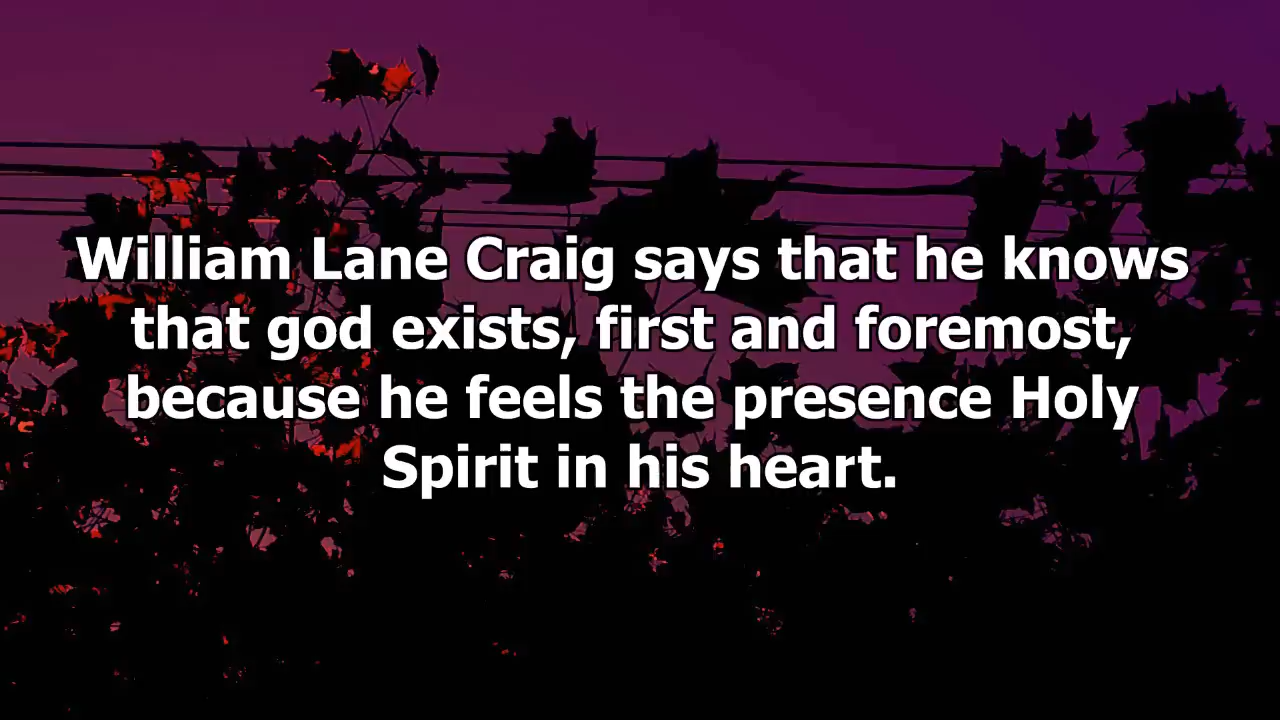 William Lane Craig says that he knows
that god exists, first and foremost,
because he feels the presence Holy
Spirit in his heart.